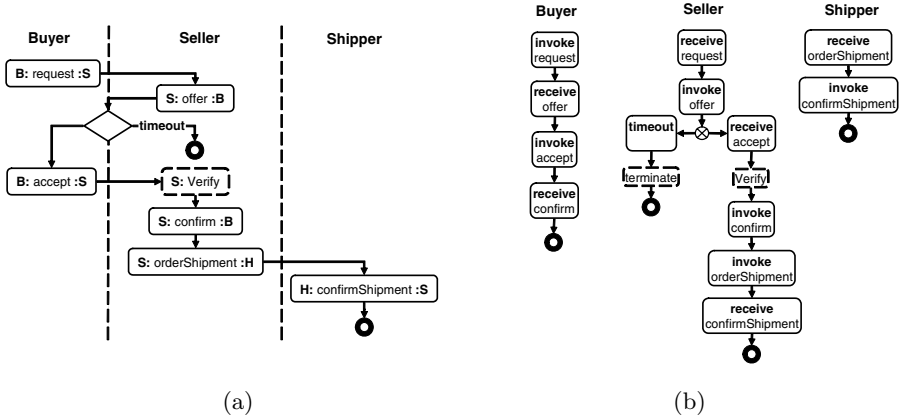 Buyer
Seller
Shipper
B: request :S
S: offer :B
timeout
B: accept :S
S: Verify
S: confirm :B
S: orderShipment :H
H: confirmShipment :S
(a)
Buyer
invoke
request
receive
offer
invoke
accept
receive
confirm
Seller
receive
request
invoke
offer
timeout
terminate
receive
accept
Verify
invoke
confirm
invoke
orderShipment
receive
confirmShipment
Shipper
receive
orderShipment
invoke
confirmShipment
(b)